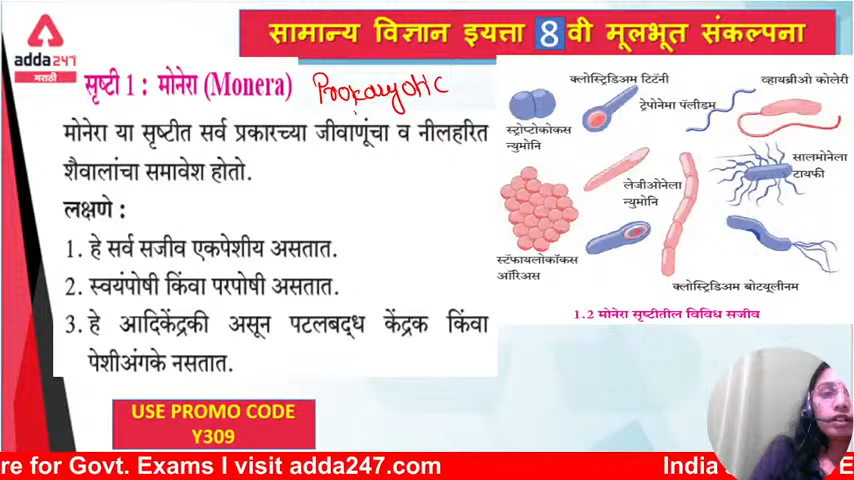 सामान्य विज्ञान इयत्ता 8 वी मूलभूत संकल्पना
adda247
मराठी
सृष्टी 1 : मोनेरा (Monera) Prokaryotic
मोनेरा या सृष्टीत सर्व प्रकारच्या जीवाणूंचा व नीलहरित
शैवालांचा समावेश होतो.
लक्षणे :
1. हे सर्व सजीव एकपेशीय असतात.
2. स्वयंपोषी किंवा परपोषी असतात.
3. हे आदिकेंद्रकी असून पटलबद्ध केंद्रक किंवा
पेशीअंगके नसतात.
क्लोस्ट्रिडिअम टिटॅनी
व्हायब्रीओ कोलेरी
ट्रेपोनेमा पॅलीडम
स्ट्रेप्टोकोकस
न्युमोनि
सालमोनेला
टायफी
लेजीओनेला
न्युमोनि
स्टॅफायलोकॉकस
ऑरिअस
क्लोस्ट्रिडिअम बोटयूलीनम
1.2 मोनेरा सृष्टीतील विविध सजीव
USE PROMO CODE
Y309
re for Govt. Exams I visit adda247.com
India
E